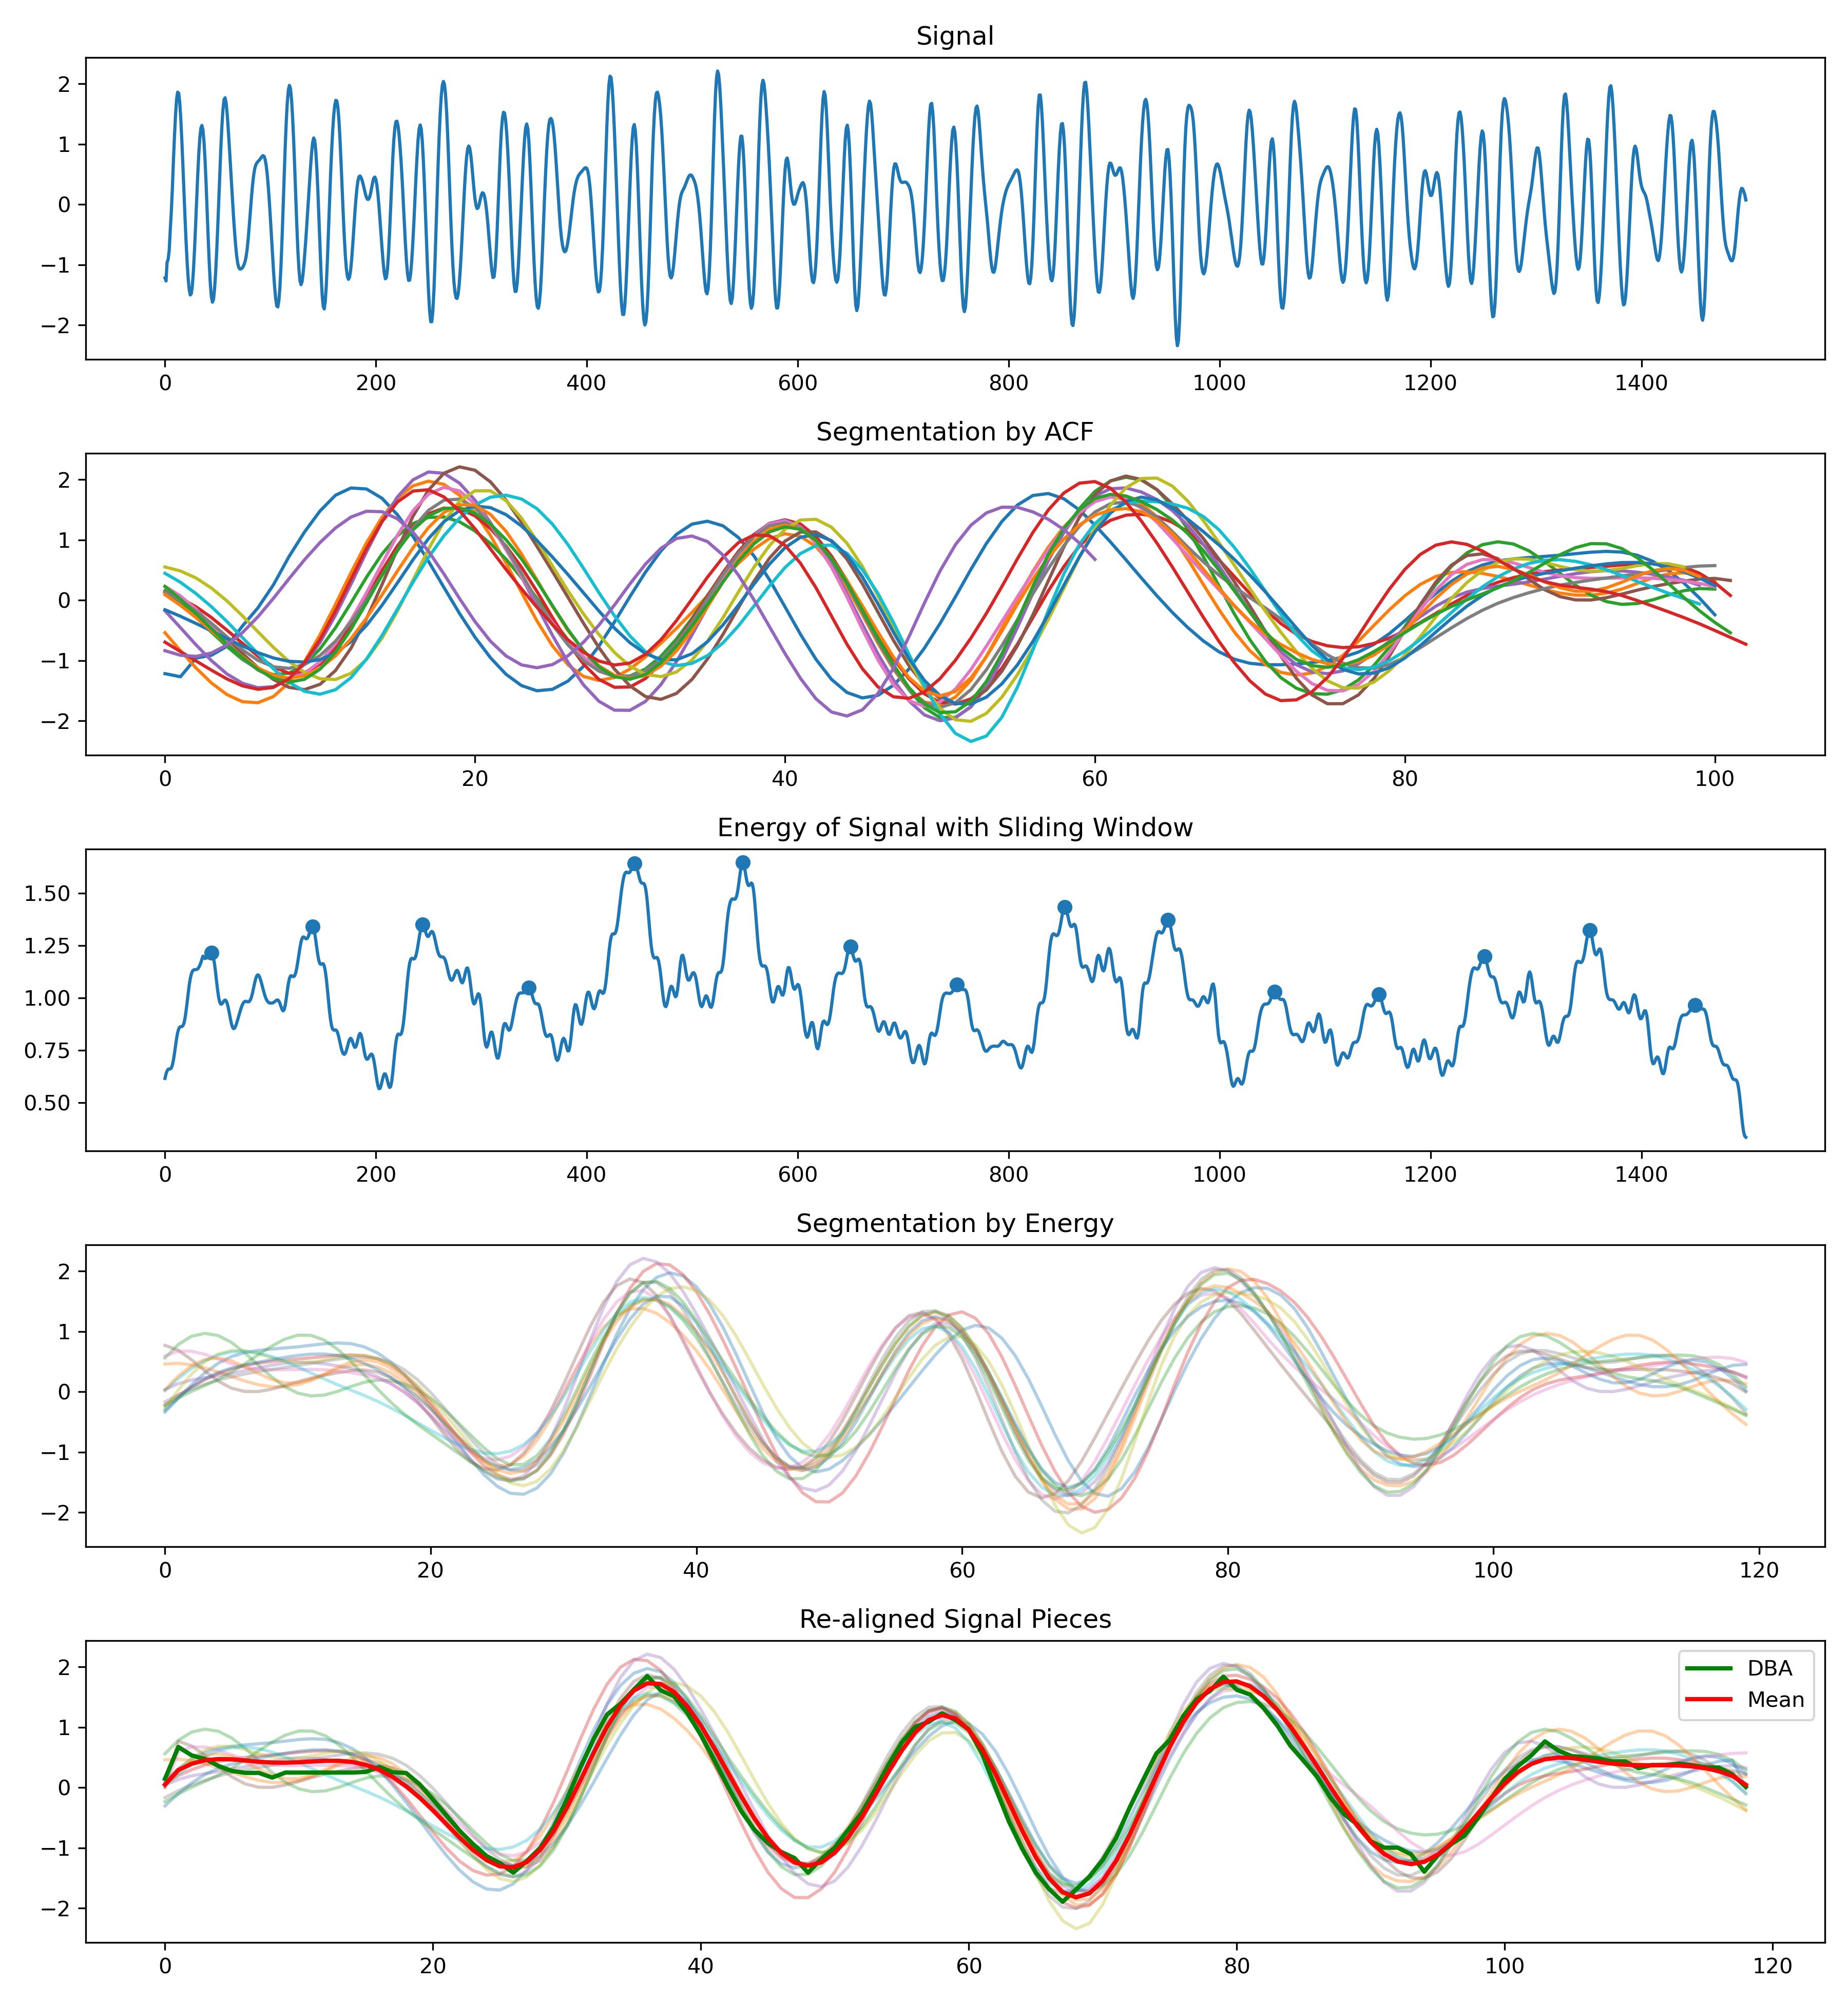 Signal
2
1
0
−1
−2
0 200 400 600 800 1000 1200 1400
Segmentation by ACF
2
1
0
−1
−2
0 20 40 60 80 100
Energy of Signal with Sliding Window
1.50
1.25
1.00
0.75
0.50
0 200 400 600 800 1000 1200 1400
Segmentation by Energy
2
1
0
−1
−2
0 20 40 60 80 100 120
Re-aligned Signal Pieces
DBA
Mean
2
1
0
−1
−2
0 20 40 60 80 100 120